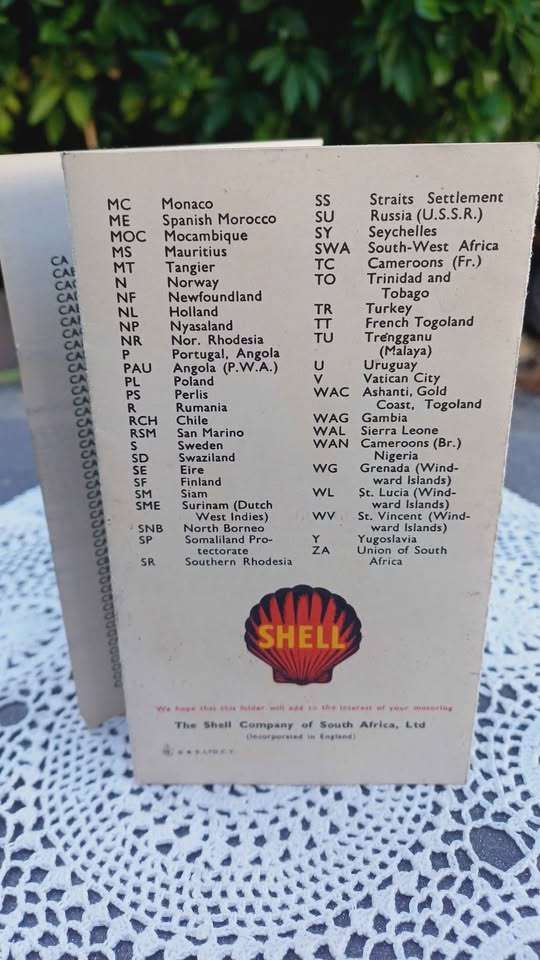 MC Monaco
ME Spanish Morocco
MOC Mocambique
MS Mauritius
MT Tangier
N Norway
NF Newfoundland
NL Holland
NP Nyasaland
NR Nor. Rhodesia
P Portugal, Angola
PAU Angola (P.W.A.)
PL Poland
PS Perlis
R Rumania
RCH Chile
RSM San Marino
S Sweden
SD Swaziland
SE Eire
SF Finland
SM Siam
SME Surinam (Dutch
West Indies)
SNB North Borneo
SP Somaliland Pro-
tectorate
SR Southern Rhodesia
SS Straits Settlement
SU Russia (U.S.S.R.)
SY Seychelles
SWA South-West Africa
TC Cameroons (Fr.)
TO Trinidad and
Tobago
TR Turkey
TT French Togoland
TU Trengganu
(Malaya)
U Uruguay
V Vatican City
WAC Ashanti, Gold
Coast, Togoland
WAG Gambia
WAL Sierra Leone
WAN Cameroons (Br.)
Nigeria
WG Grenada (Wind-
ward Islands)
WL St. Lucia (Wind-
ward Islands)
WV St. Vincent (Wind-
ward Islands)
Y Yugoslavia
ZA Union of South
Africa
SHELL
We hope that this folder will add to the interest of your motoring
The Shell Company of South Africa, Ltd
(Incorporated in England)